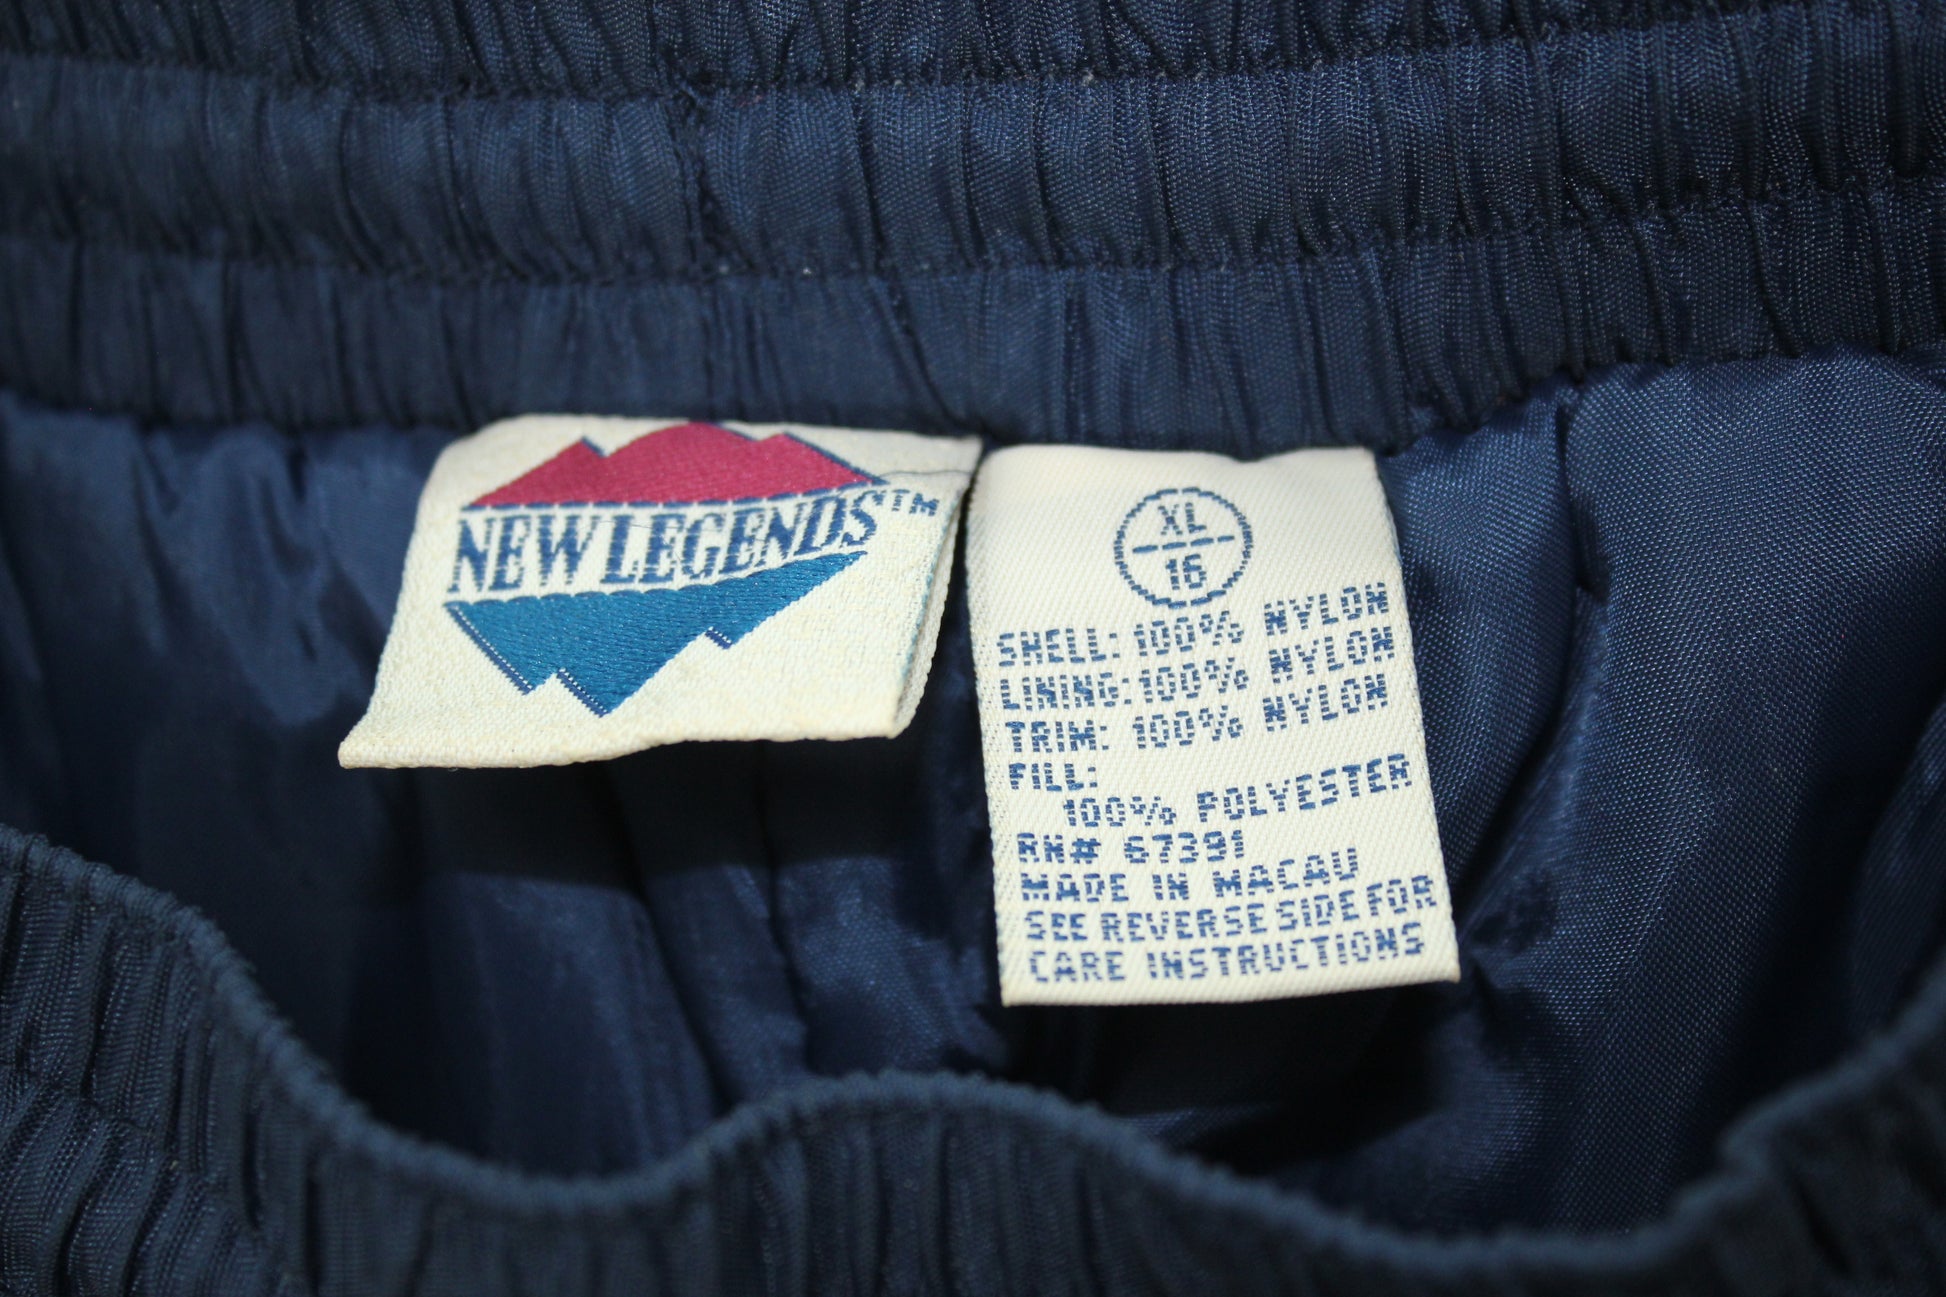 NEW LEGENDS™
XL
16
SHELL: 100% NYLON
LINING: 100% NYLON
TRIM: 100% NYLON
FILL:
100% POLYESTER
RN# 67391
MADE IN MACAU
SEE REVERSE SIDE FOR
CARE INSTRUCTIONS